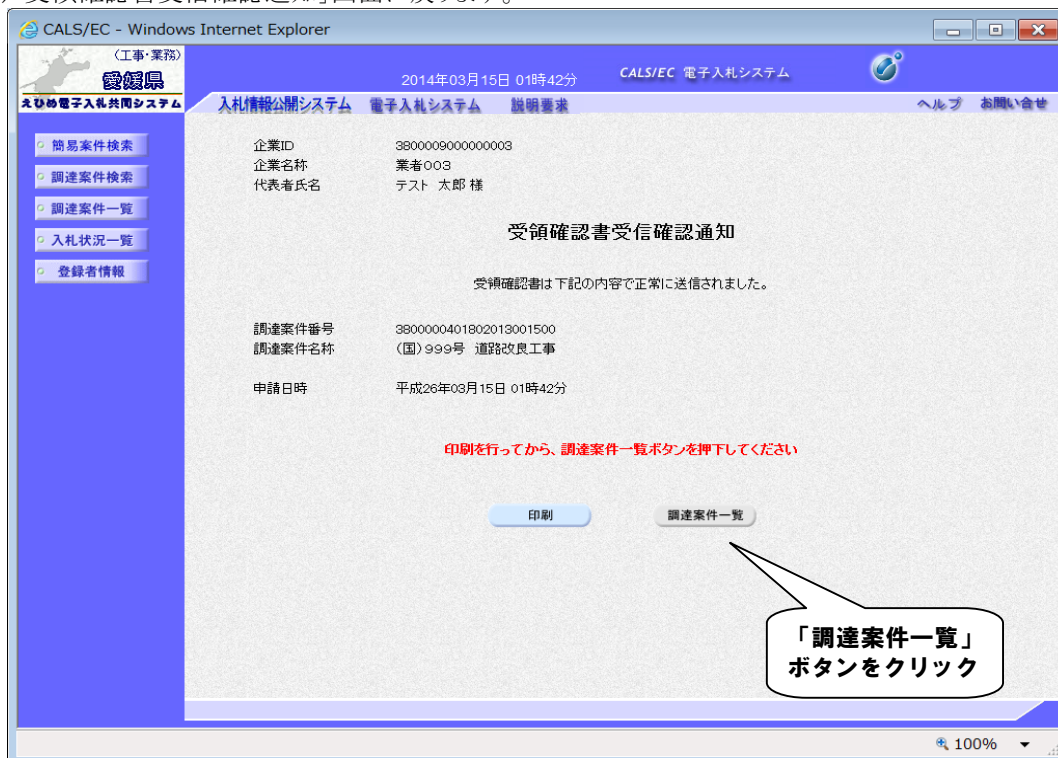 CALS/EC - Windows Internet Explorer
(工事・業務)
愛媛県
えひめ電子入札共同システム
2014年03月15日 01時42分
CALS/EC 電子入札システム
入札情報公開システム 電子入札システム 説明要求
ヘルプ お問い合せ
簡易案件検索
調達案件検索
調達案件一覧
入札状況一覧
登録者情報
企業ID 3800009000000003
企業名称 業者003
代表者氏名 テスト 太郎 様
受領確認書受信確認通知
受領確認書は下記の内容で正常に送信されました。
調達案件番号 3800000401802013001500
調達案件名称 (国)999号 道路改良工事
申請日時 平成26年03月15日 01時42分
印刷を行ってから、調達案件一覧ボタンを押下してください
印刷 調達案件一覧
「調達案件一覧」
ボタンをクリック
100%